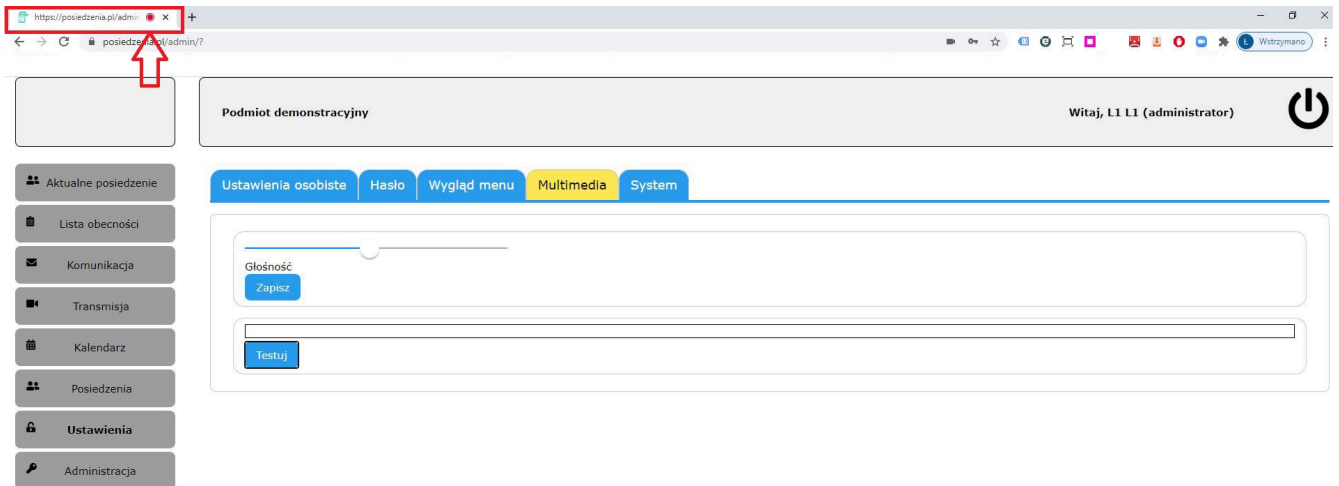 https://posiedzenia.pl/admin
posiedzenia.pl/admin/?
Wstrzymano
Podmiot demonstracyjny
Witaj, L1 L1 (administrator)
Aktualne posiedzenie
Lista obecności
Komunikacja
Transmisja
Kalendarz
Posiedzenia
Ustawienia
Administracja
Ustawienia osobiste
Hasło
Wygląd menu
Multimedia
System
Głośność
Zapisz
Testuj